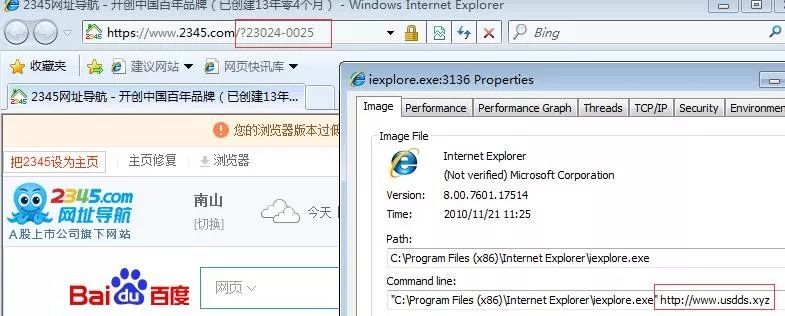 2345网址导航 - 开创中国百年品牌（已创建13年零4个月） - Windows Internet Explorer
https://www.2345.com/?23024-0025
Bing
收藏夹
建议网站
网页快讯库
2345网址导航 - 开创中国百年品牌（已创建13年...
您的浏览器版本过低
把2345设为主页
主页修复
浏览器
2345.com
网址导航
A股上市公司旗下网站
南山
[切换]
今天
Bai du 百度
网页
iexplore.exe:3136 Properties
Image
Performance
Performance Graph
Threads
TCP/IP
Security
Environmen
Image File
Internet Explorer
(Not verified) Microsoft Corporation
Version: 8.00.7601.17514
Time: 2010/11/21 11:25
Path:
C:\Program Files (x86)\Internet Explorer\iexplore.exe
Command line:
"C:\Program Files (x86)\Internet Explorer\iexplore.exe" http://www.usdds.xyz